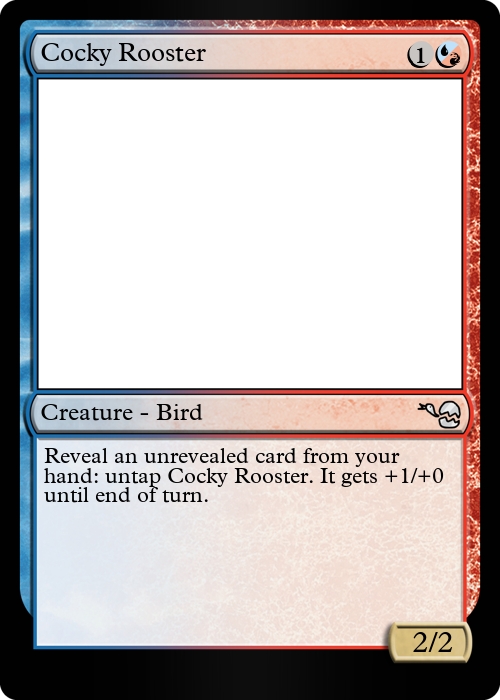 Cocky Rooster 1
Creature - Bird
Reveal an unrevealed card from your
hand: untap Cocky Rooster. It gets +1/+0
until end of turn.
2/2